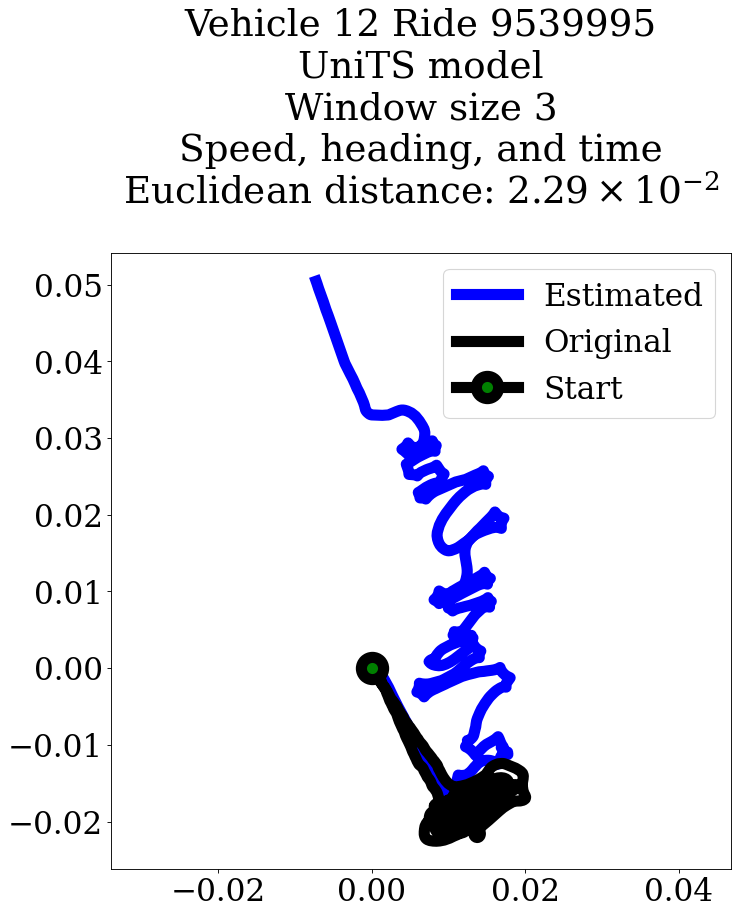 Vehicle 12 Ride 9539995
UniTS model
Window size 3
Speed, heading, and time
Euclidean distance: 2.29 × 10⁻²
Estimated
Original
Start
0.05
0.04
0.03
0.02
0.01
0.00
−0.01
−0.02
−0.02 0.00 0.02 0.04